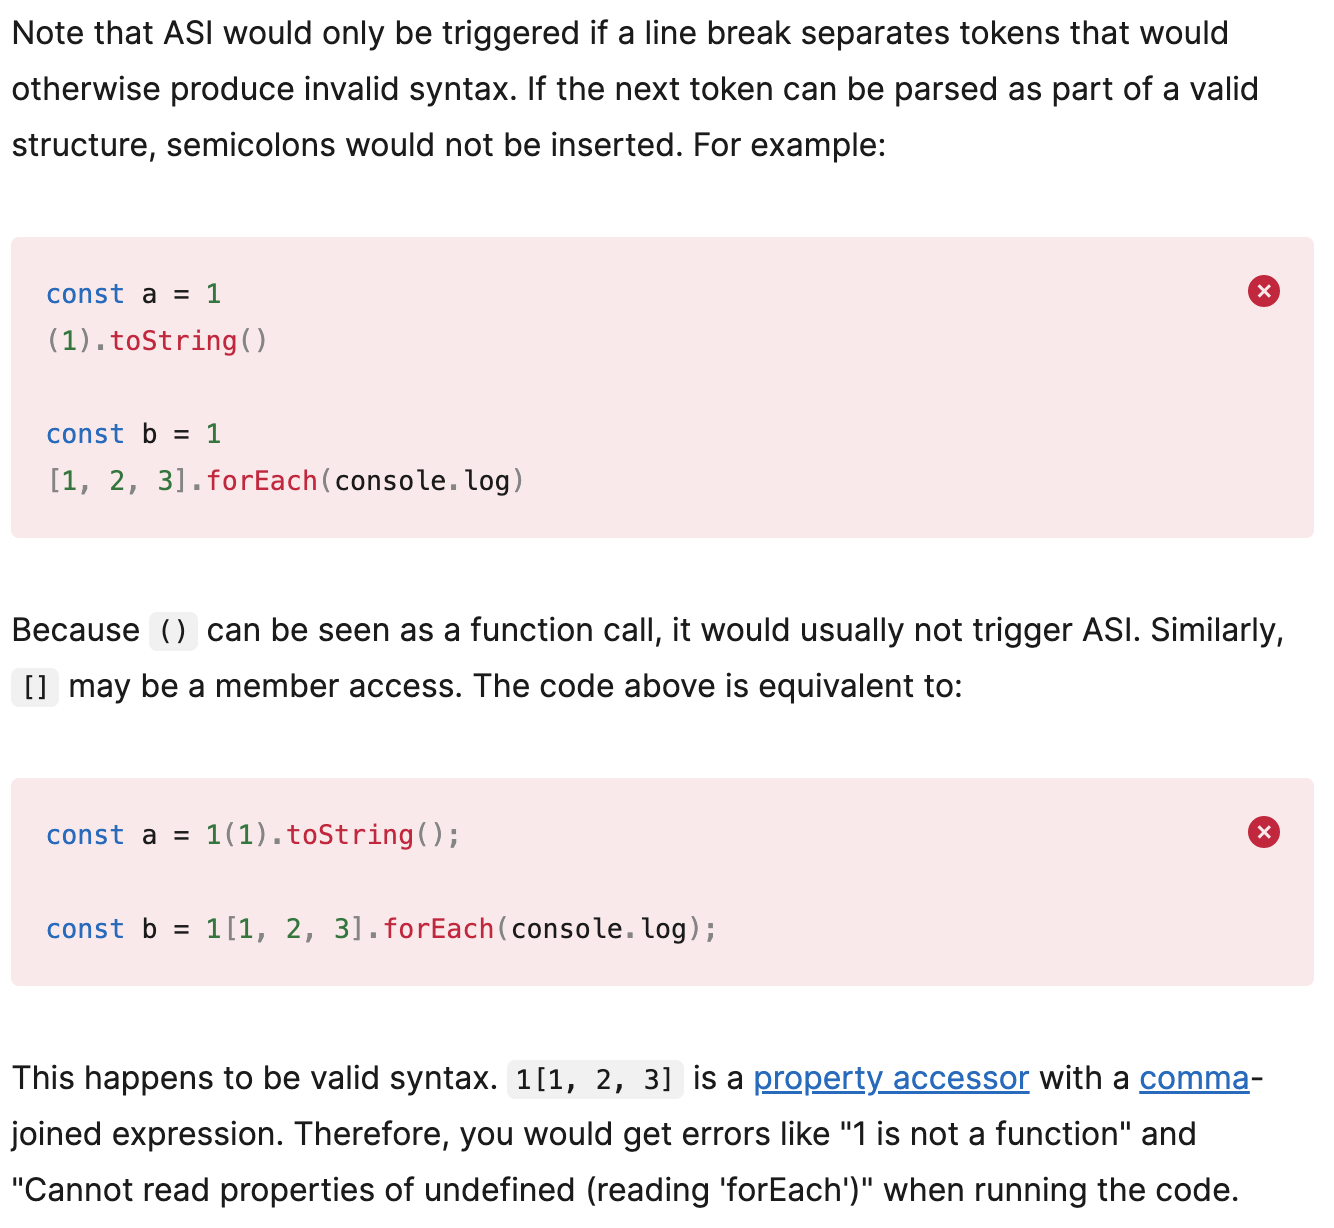 Note that ASI would only be triggered if a line break separates tokens that would
otherwise produce invalid syntax. If the next token can be parsed as part of a valid
structure, semicolons would not be inserted. For example:
const a = 1
(1).toString()
const b = 1
[1, 2, 3].forEach(console.log)
Because () can be seen as a function call, it would usually not trigger ASI. Similarly,
[] may be a member access. The code above is equivalent to:
const a = 1(1).toString();
const b = 1[1, 2, 3].forEach(console.log);
This happens to be valid syntax. 1[1, 2, 3] is a property accessor with a comma-
joined expression. Therefore, you would get errors like "1 is not a function" and
"Cannot read properties of undefined (reading 'forEach')" when running the code.